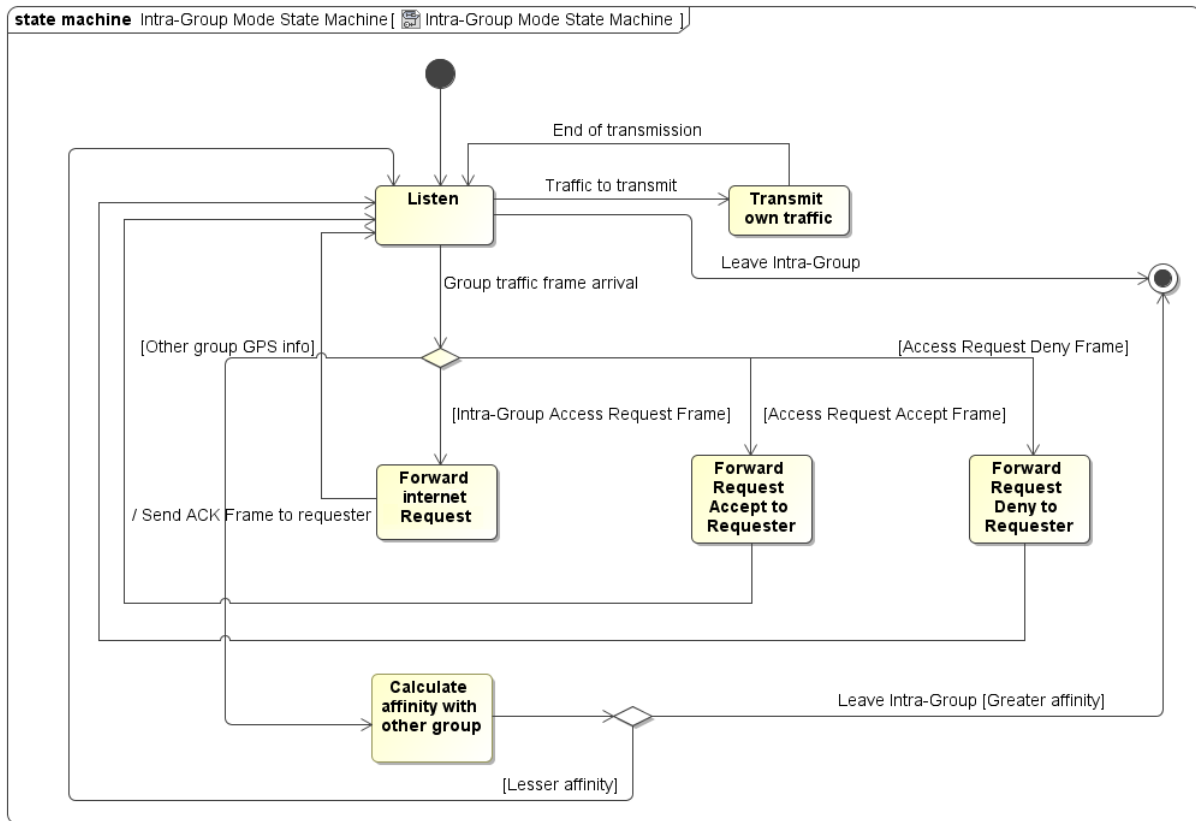 state machine Intra-Group Mode State Machine[ Intra-Group Mode State Machine ]
End of transmission
Listen
Traffic to transmit
Transmit
own traffic
Leave Intra-Group
Group traffic frame arrival
[Other group GPS info]
[Access Request Deny Frame]
[Intra-Group Access Request Frame]
[Access Request Accept Frame]
Forward
internet
Request
Forward
Request
Accept to
Requester
Forward
Request
Deny to
Requester
/ Send ACK Frame to requester
Calculate
affinity with
other group
Leave Intra-Group [Greater affinity]
[Lesser affinity]